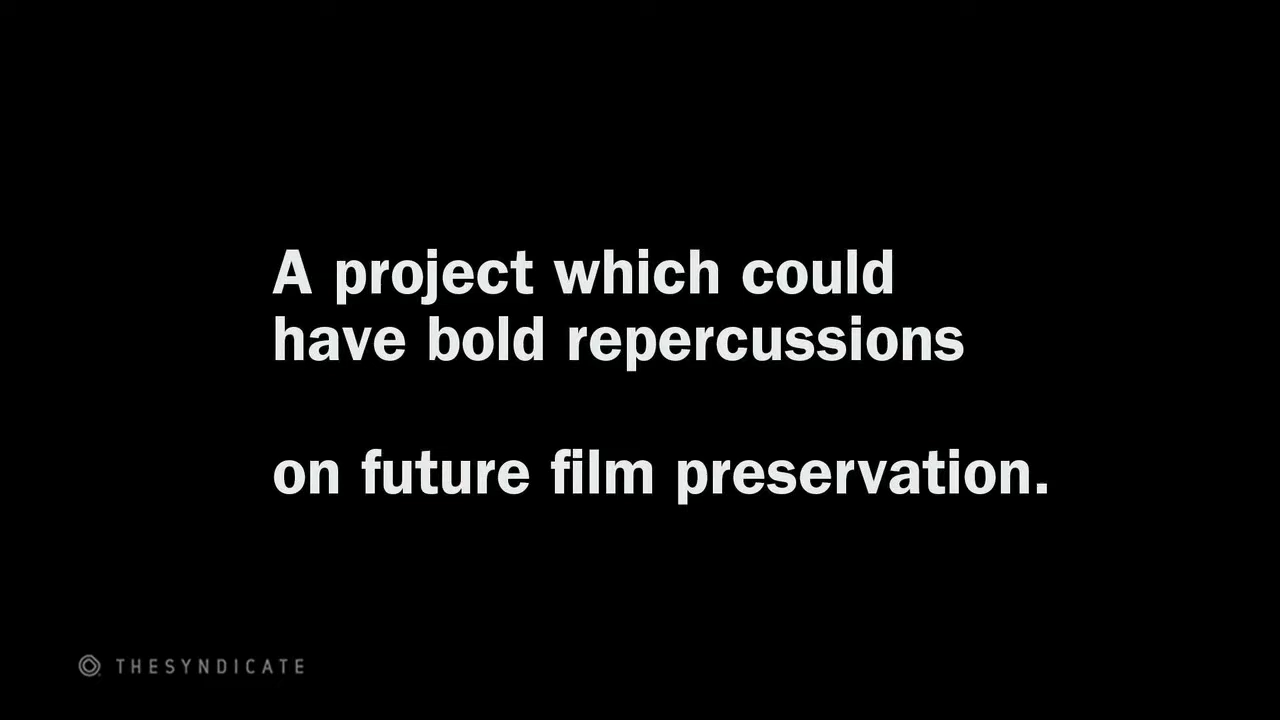 A project which could
have bold repercussions
on future film preservation.
THESYNDICATE